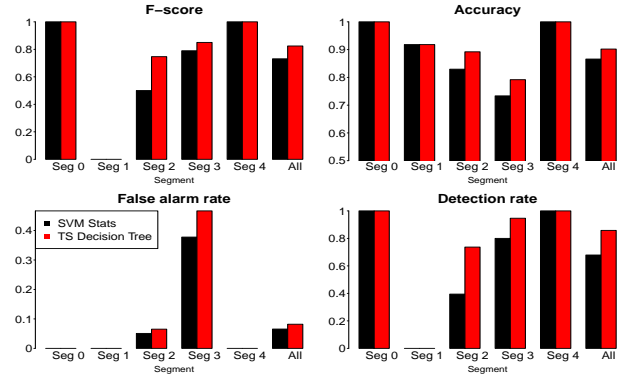 F−score
1
0.8
0.6
0.4
0.2
0
Seg 0 Seg 1 Seg 2 Seg 3 Seg 4 All
Segment
Accuracy
1
0.9
0.8
0.7
0.6
0.5
Seg 0 Seg 1 Seg 2 Seg 3 Seg 4 All
Segment
False alarm rate
SVM Stats
TS Decision Tree
0.4
0.3
0.2
0.1
0
Seg 0 Seg 1 Seg 2 Seg 3 Seg 4 All
Segment
Detection rate
1
0.8
0.6
0.4
0.2
0
Seg 0 Seg 1 Seg 2 Seg 3 Seg 4 All
Segment